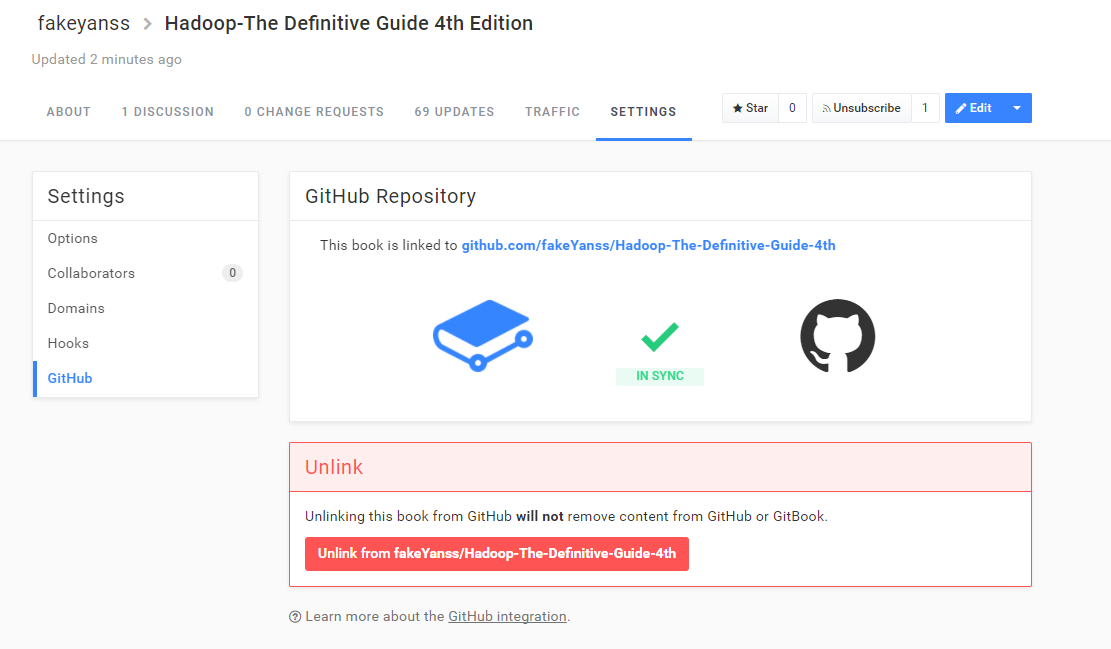 fakeyanss > Hadoop-The Definitive Guide 4th Edition
Updated 2 minutes ago
ABOUT 1 DISCUSSION 0 CHANGE REQUESTS 69 UPDATES TRAFFIC SETTINGS Star 0 Unsubscribe 1 Edit
Settings
Options
Collaborators 0
Domains
Hooks
GitHub
GitHub Repository
This book is linked to github.com/fakeYanss/Hadoop-The-Definitive-Guide-4th
IN SYNC
Unlink
Unlinking this book from GitHub will not remove content from GitHub or GitBook.
Unlink from fakeYanss/Hadoop-The-Definitive-Guide-4th
Learn more about the GitHub integration.